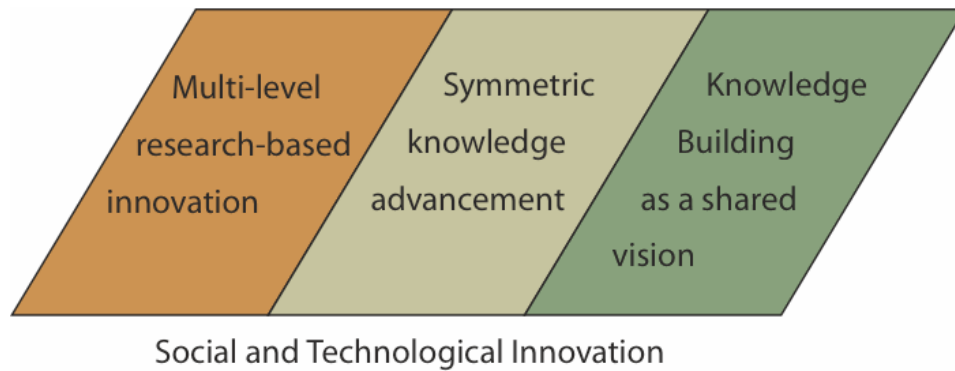 Multi-level
research-based
innovation
Symmetric
knowledge
advancement
Knowledge
Building
as a shared
vision
Social and Technological Innovation